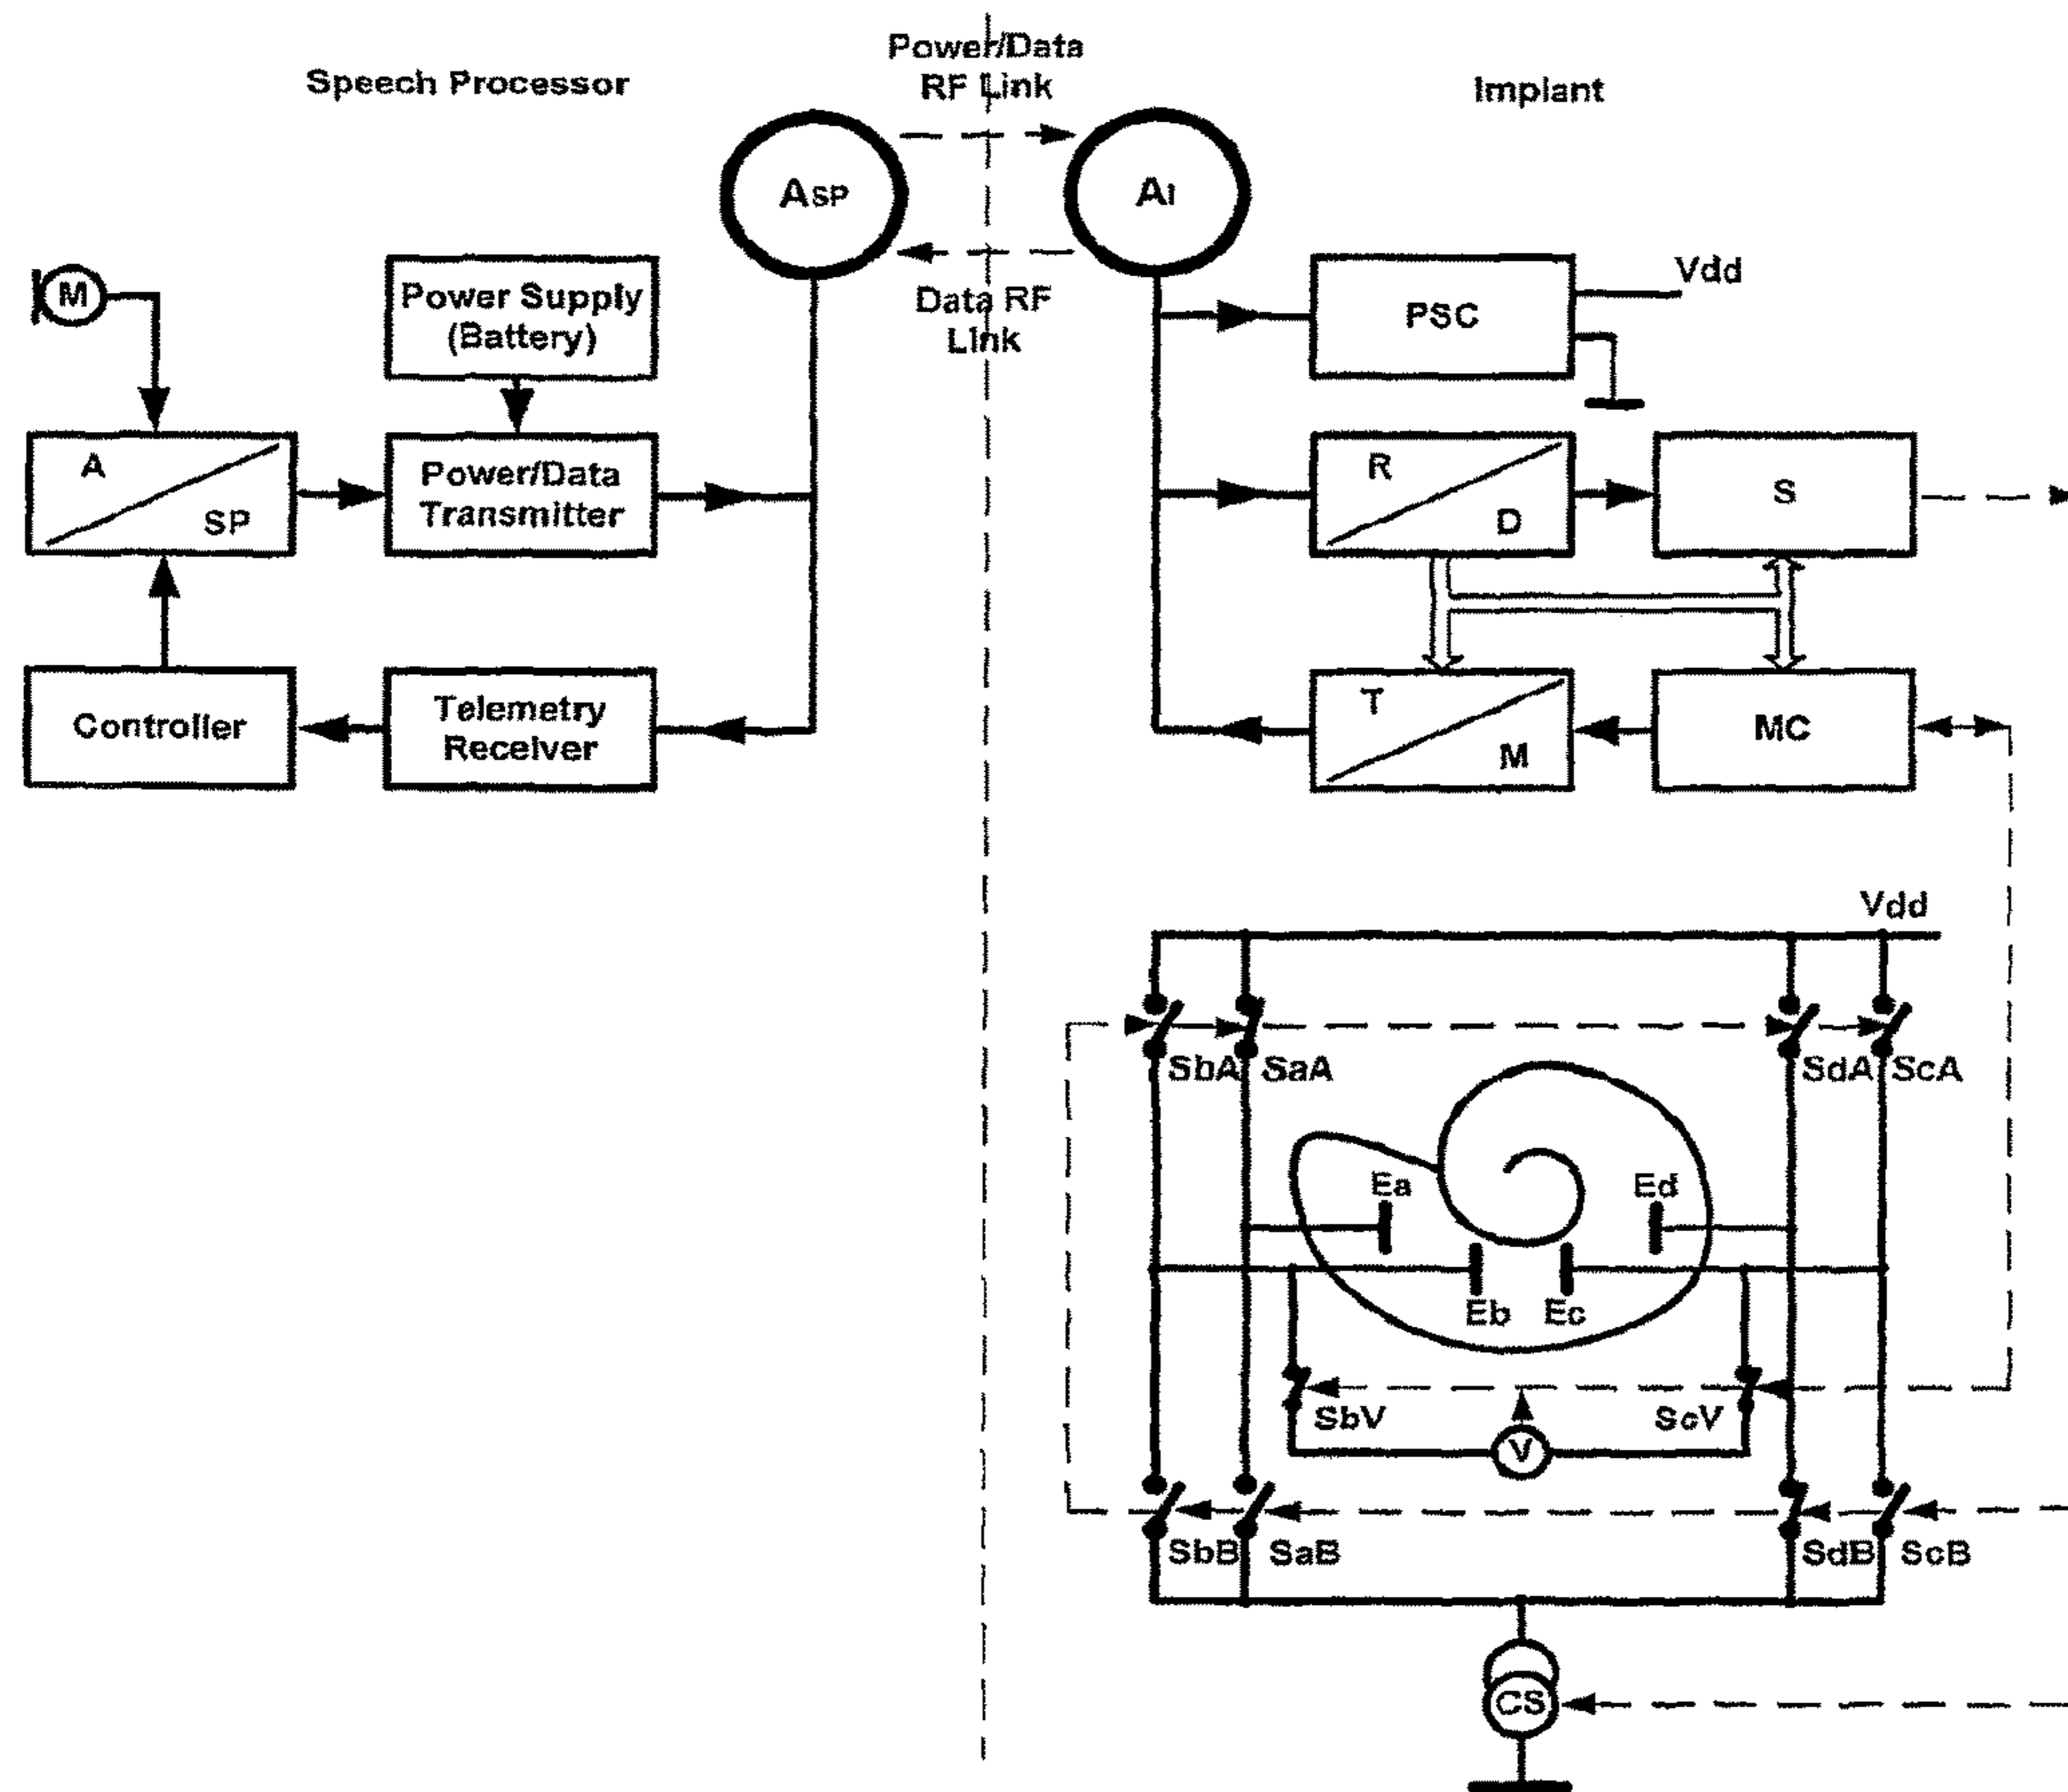 Speech Processor
Power/Data
RF Link
Implant
ASP
AI
Data RF
Link
M
Power Supply
(Battery)
PSC
Vdd
A
SP
Power/Data
Transmitter
R
D
S
Controller
Telemetry
Receiver
T
M
MC
Vdd
SbA
SaA
SdA
ScA
Ea
Ed
Eb
Ec
SbV
ScV
V
SbB
SaB
SdB
ScB
CS